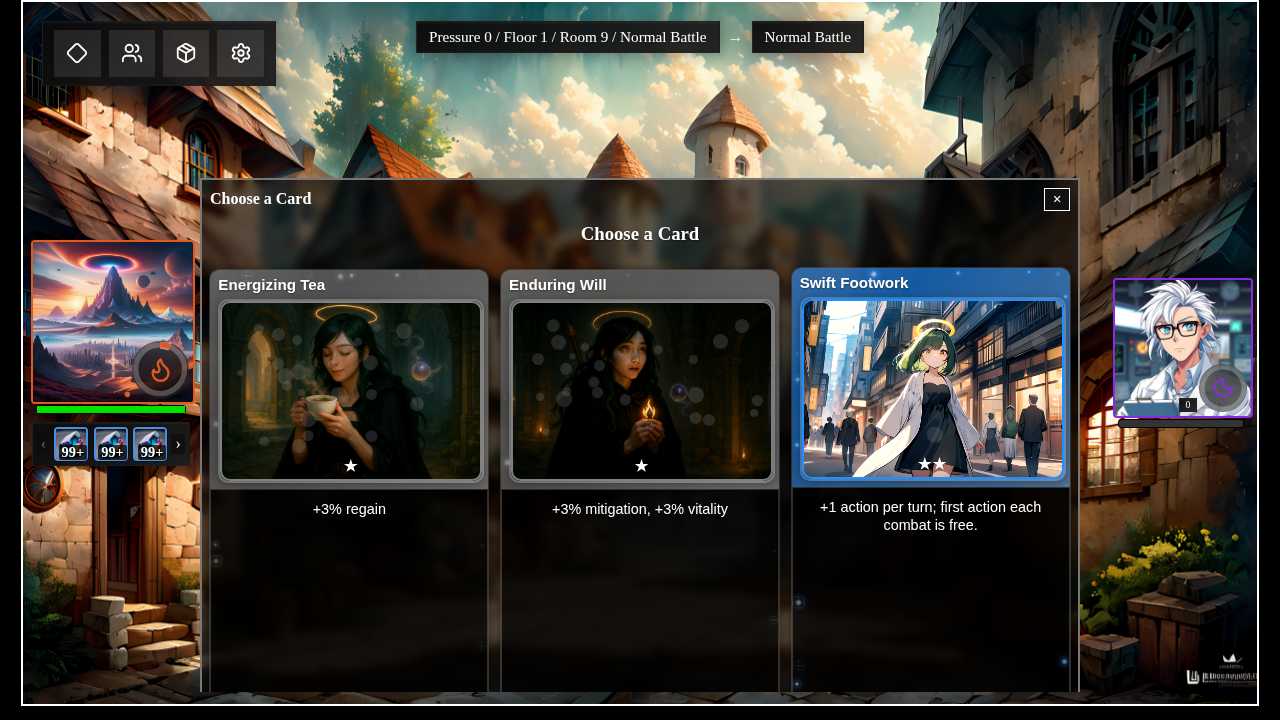 Pressure 0 / Floor 1 / Room 9 / Normal Battle → Normal Battle
Choose a Card ×
Choose a Card
Energizing Tea
Enduring Will
Swift Footwork
+3% regain
+3% mitigation, +3% vitality
+1 action per turn; first action each
combat is free.
‹ 99+ 99+ 99+ ›
0